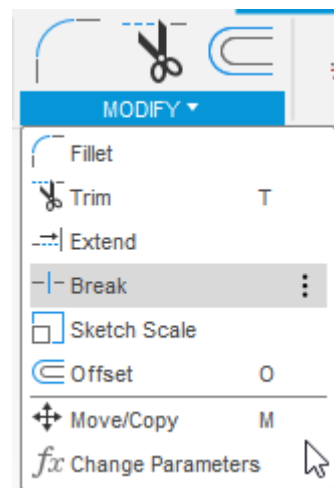 MODIFY ▾
Fillet
Trim T
Extend
Break
Sketch Scale
Offset O
Move/Copy M
fx Change Parameters